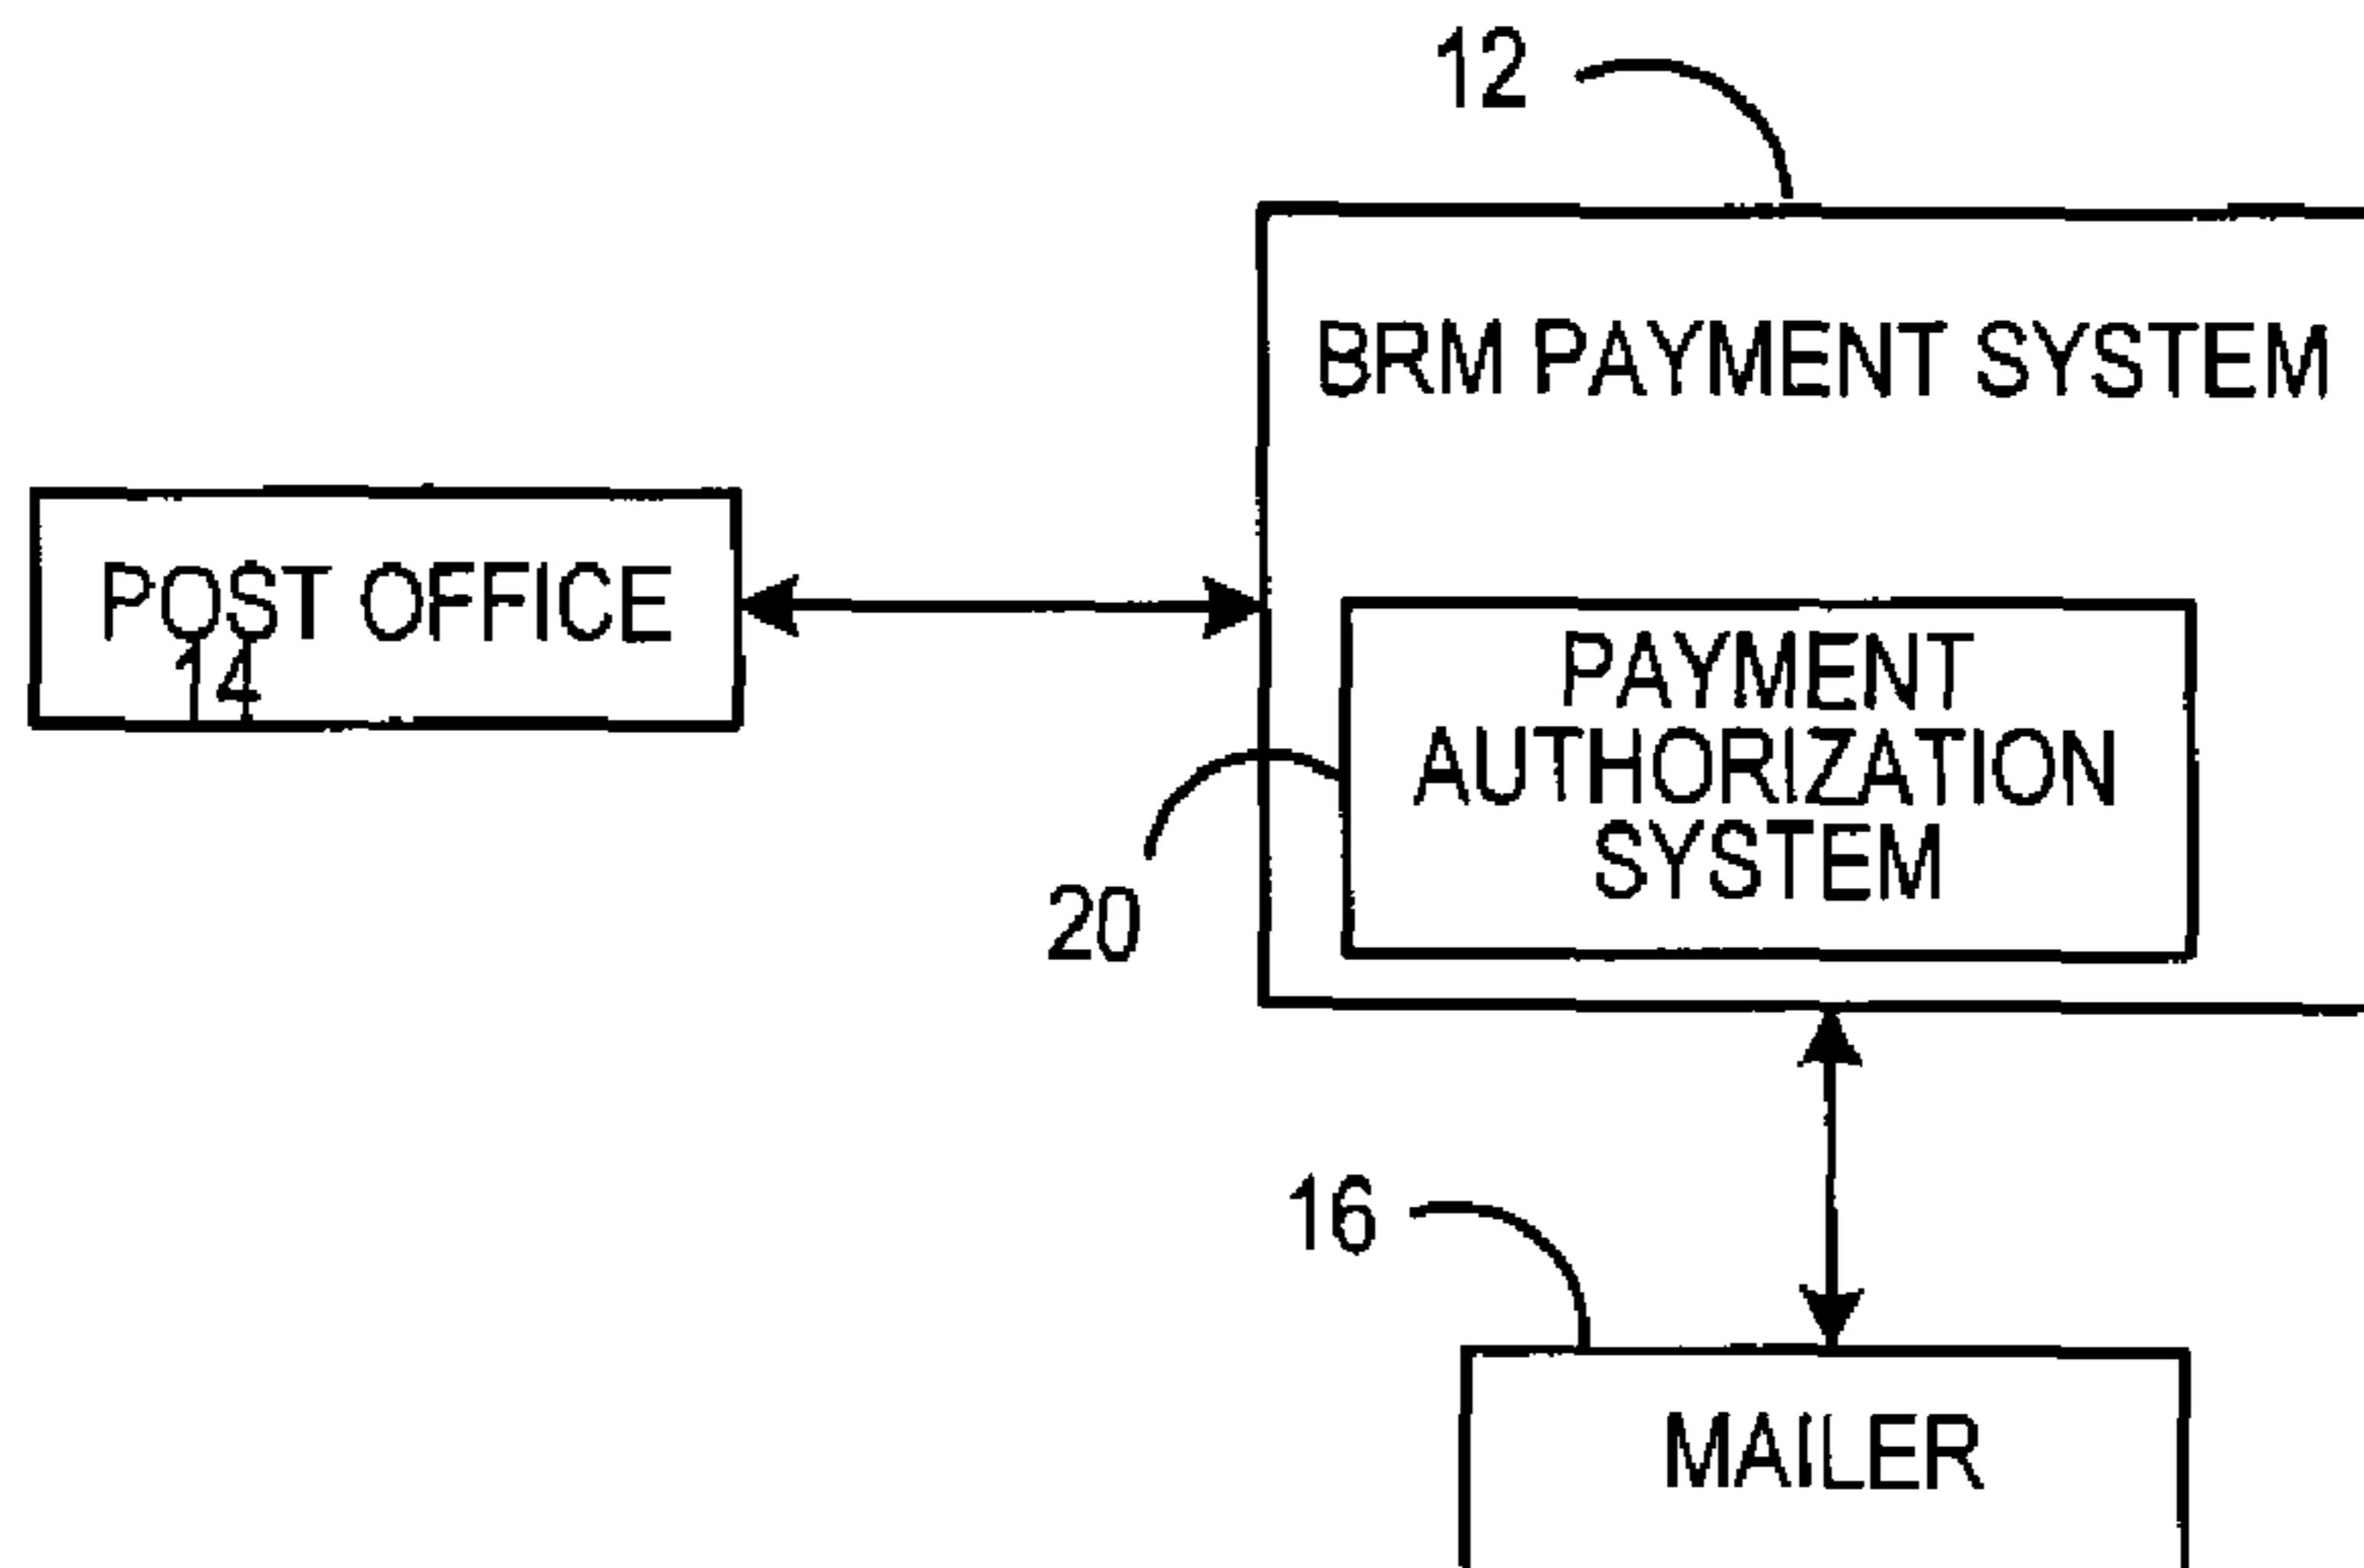 12
BRM PAYMENT SYSTEM
POST OFFICE
14
PAYMENT
AUTHORIZATION
SYSTEM
20
16
MAILER